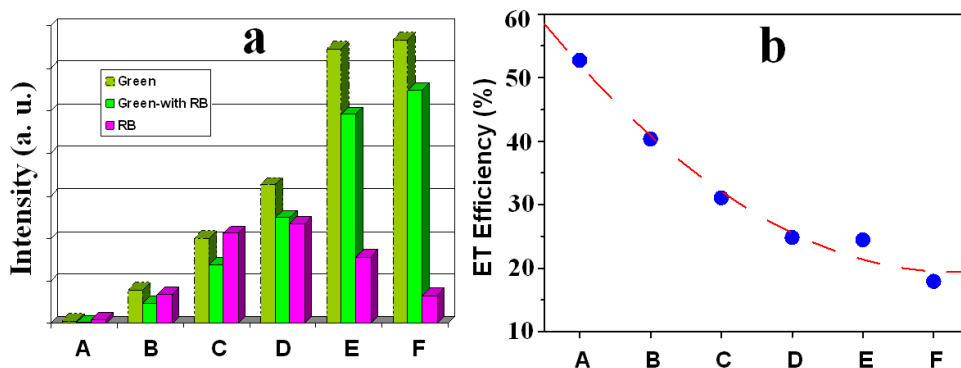 a
Intensity (a. u.)
Green
Green-with RB
RB
A B C D E F
b
ET Efficiency (%)
60
50
40
30
20
10
A B C D E F